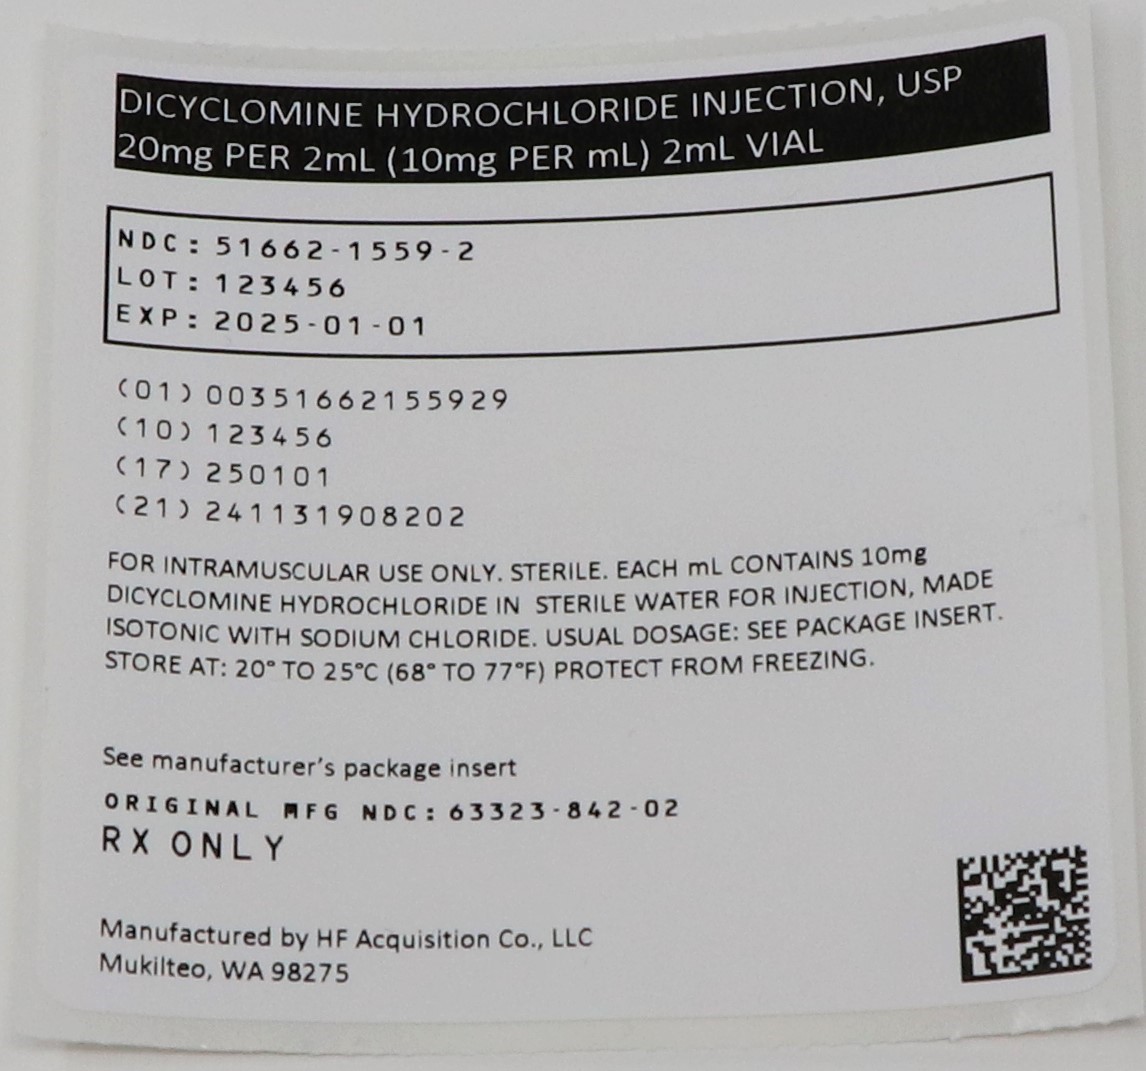 DICYCLOMINE HYDROCHLORIDE INJECTION, USP
20mg PER 2mL (10mg PER mL) 2mL VIAL
NDC: 51662-1559-2
LOT: 123456
EXP: 2025-01-01
(01) 00351662155929
(10) 123456
(17) 250101
(21) 241131908202
FOR INTRAMUSCULAR USE ONLY. STERILE. EACH mL CONTAINS 10mg
DICYCLOMINE HYDROCHLORIDE IN STERILE WATER FOR INJECTION, MADE
ISOTONIC WITH SODIUM CHLORIDE. USUAL DOSAGE: SEE PACKAGE INSERT.
STORE AT: 20° TO 25°C (68° TO 77°F) PROTECT FROM FREEZING.
See manufacturer's package insert
ORIGINAL MFG NDC: 63323-842-02
RX ONLY
Manufactured by HF Acquisition Co., LLC
Mukilteo, WA 98275